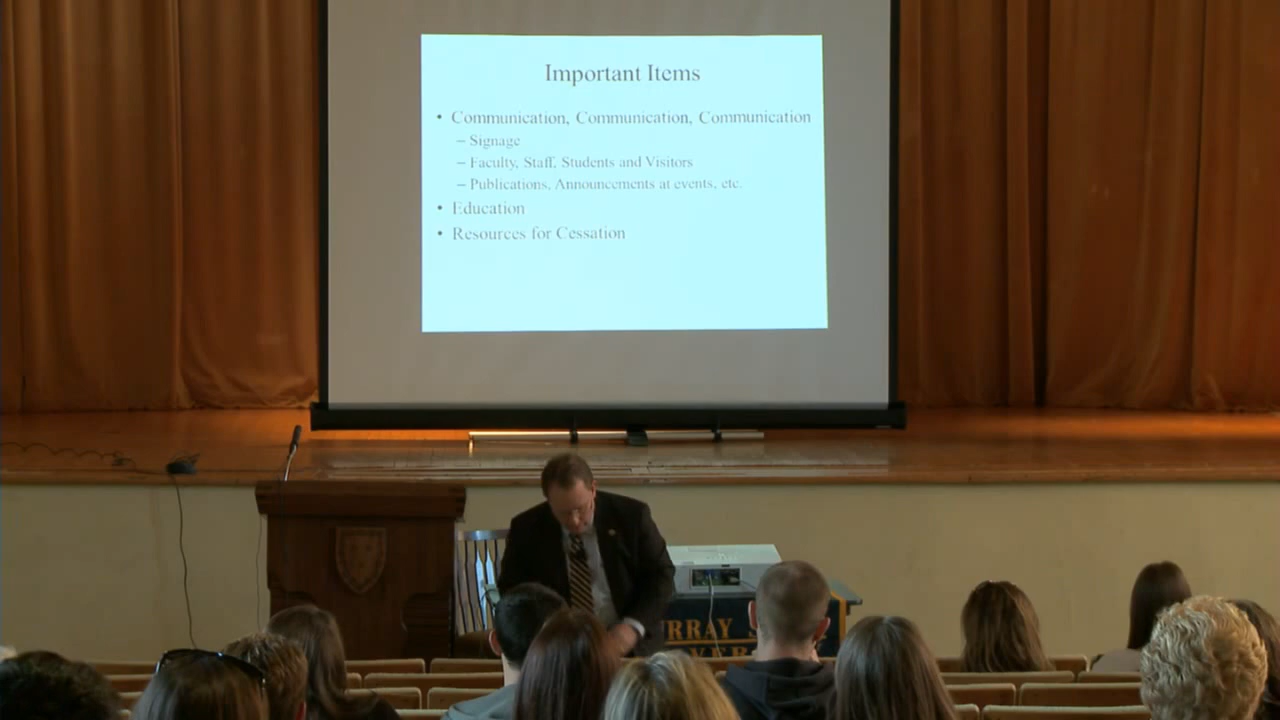 Important Items
• Communication, Communication, Communication
– Signage
– Faculty, Staff, Students and Visitors
– Publications, Announcements at events, etc.
• Education
• Resources for Cessation